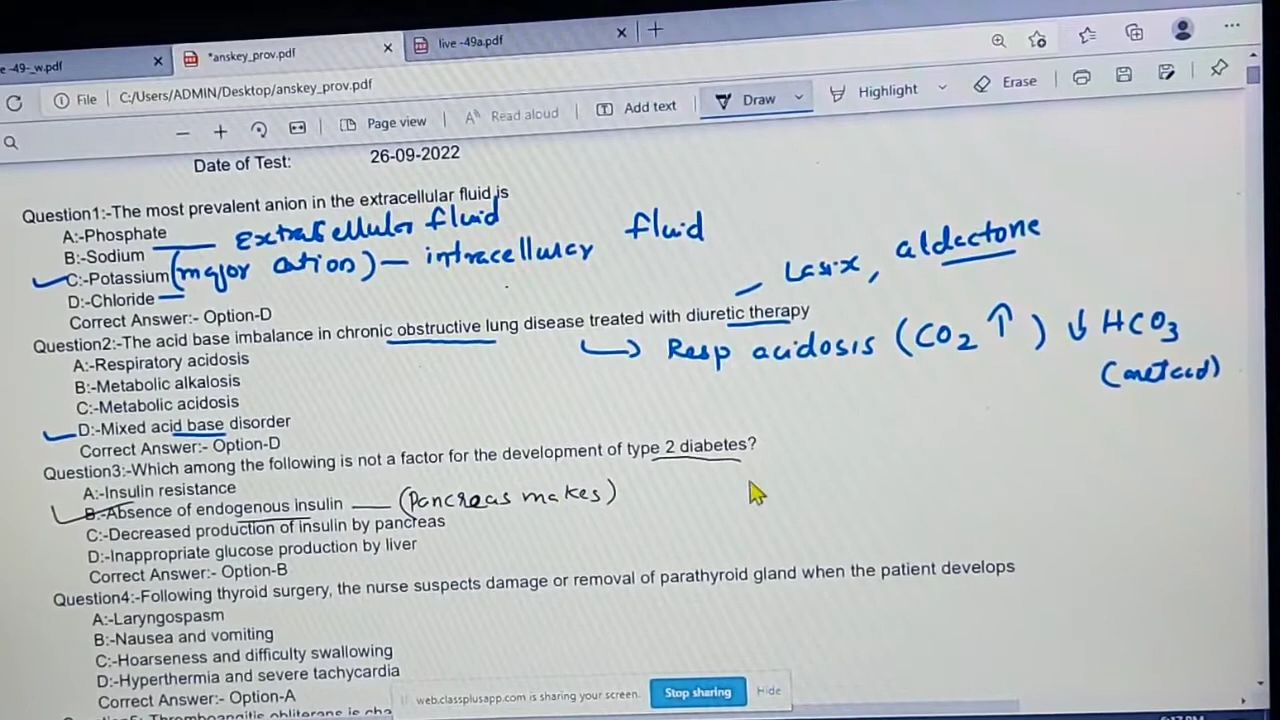 e -49-_w.pdf
*anskey_prov.pdf
live -49a.pdf
File
C:/Users/ADMIN/Desktop/anskey_prov.pdf
Page view
Read aloud
Add text
Draw
Highlight
Erase
Date of Test: 26-09-2022
Question1:-The most prevalent anion in the extracellular fluid is
A:-Phosphate
B:-Sodium
fluid
C:-Potassium (major cation) — intracellular fluid
D:-Chloride
Correct Answer:- Option-D
Lasix, aldactone
Question2:-The acid base imbalance in chronic obstructive lung disease treated with diuretic therapy
Resp acidosis (CO2 ↑) ↓ HCO3
A:-Respiratory acidosis
B:-Metabolic alkalosis
C:-Metabolic acidosis
D:-Mixed acid base disorder
Correct Answer:- Option-D
Question3:-Which among the following is not a factor for the development of type 2 diabetes?
A:-Insulin resistance
B:-Absence of endogenous insulin — (Pancreas makes)
C:-Decreased production of insulin by pancreas
D:-Inappropriate glucose production by liver
Correct Answer:- Option-B
Question4:-Following thyroid surgery, the nurse suspects damage or removal of parathyroid gland when the patient develops
A:-Laryngospasm
B:-Nausea and vomiting
C:-Hoarseness and difficulty swallowing
D:-Hyperthermia and severe tachycardia
Correct Answer:- Option-A
web.classplusapp.com is sharing your screen.
Stop sharing
Hide